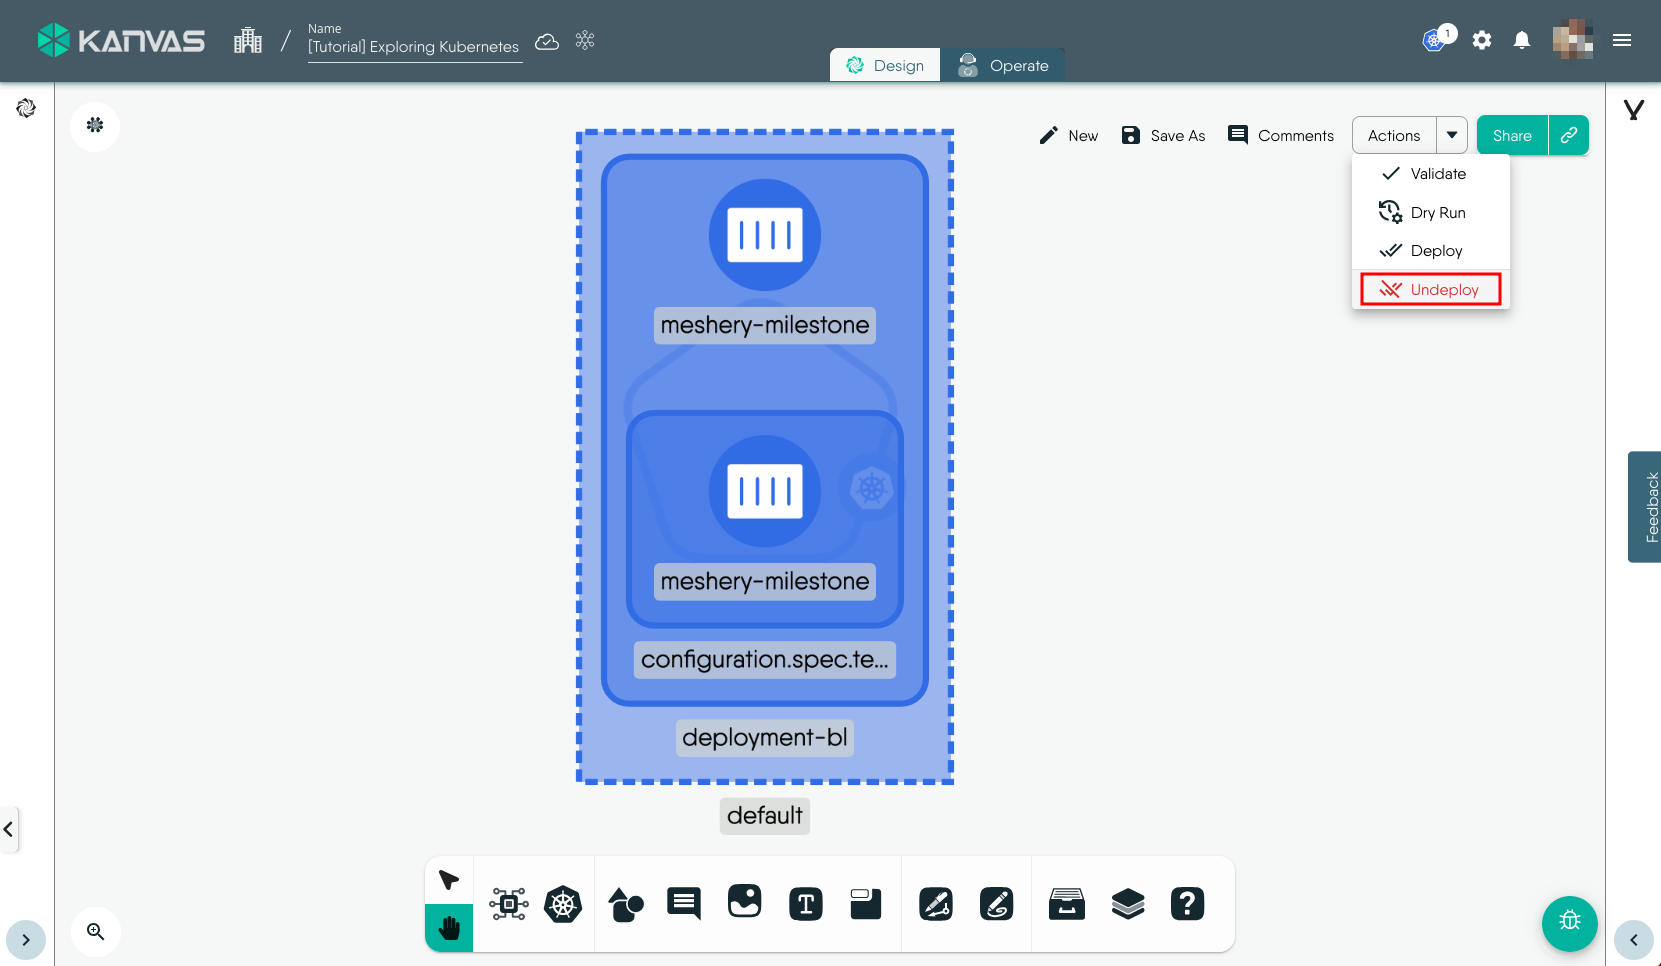 KANVAS
Name
[Tutorial] Exploring Kubernetes
Design
Operate
1
New
Save As
Comments
Actions
Share
Validate
Dry Run
Deploy
Undeploy
meshery-milestone
meshery-milestone
configuration.spec.te...
deployment-bl
default
Feedback
T
?